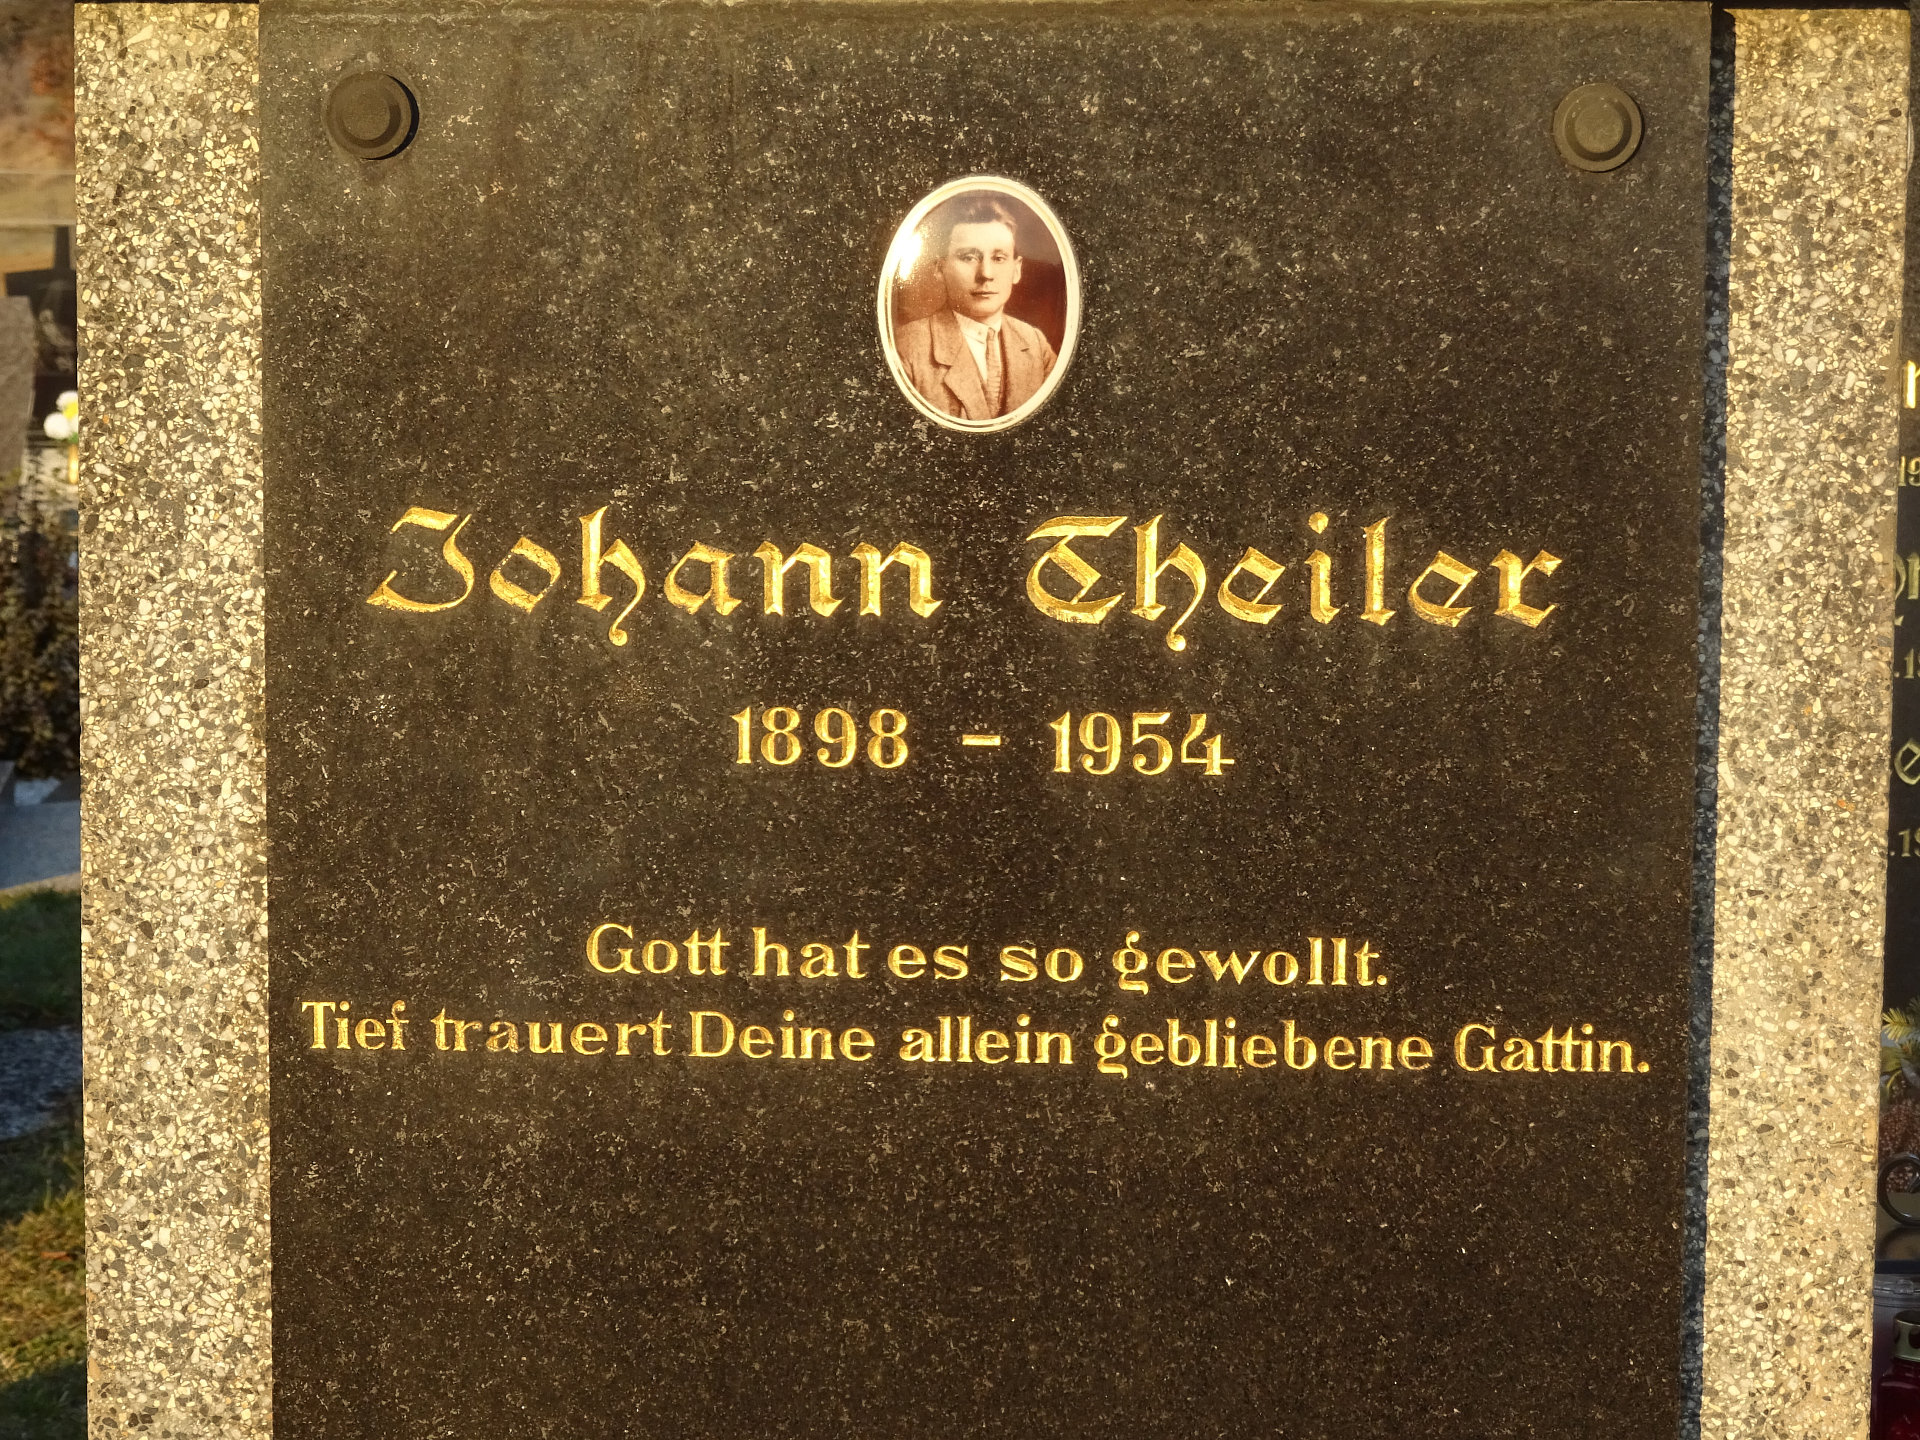 Johann Theiler
1898 - 1954
Gott hat es so gewollt.
Tief trauert Deine allein gebliebene Gattin.